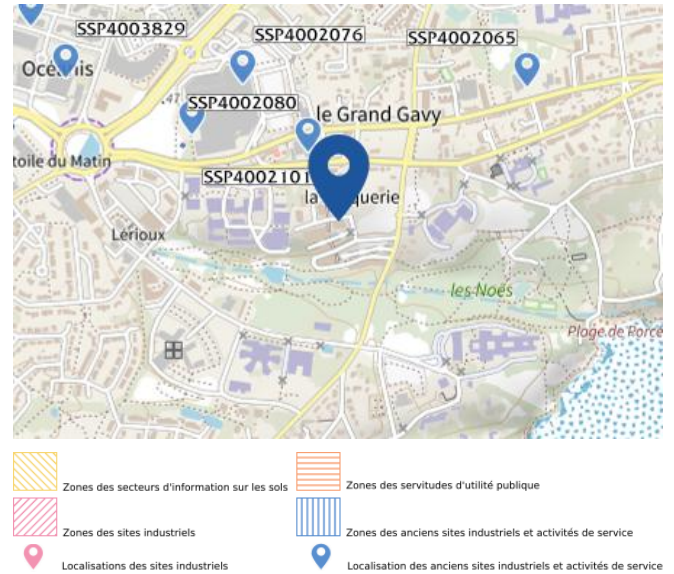 SSP4003829
SSP4002076
SSP4002065
Océanis
SSP4002080
le Grand Gavy
toile du Matin
SSP4002101
Lérioux
les Noës
Plage de Porcé
Zones des secteurs d'information sur les sols
Zones des servitudes d'utilité publique
Zones des sites industriels
Zones des anciens sites industriels et activités de service
Localisations des sites industriels
Localisation des anciens sites industriels et activités de service